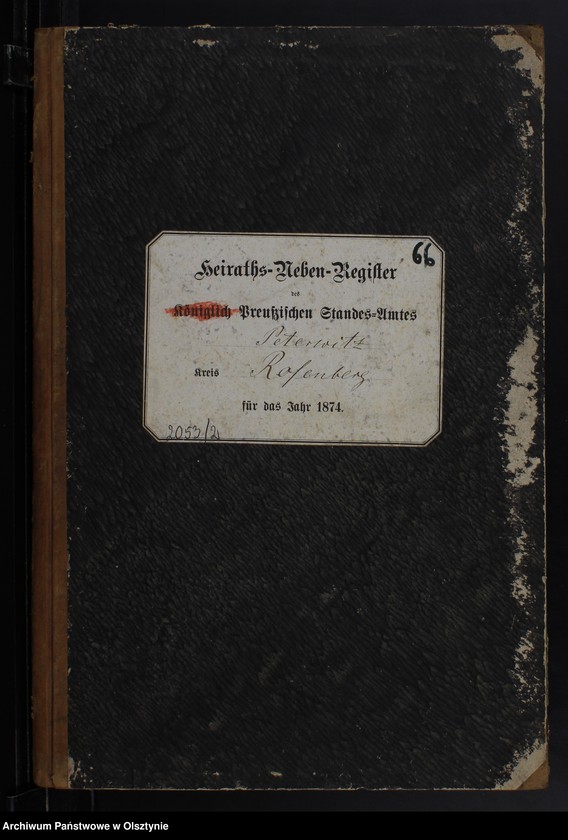 66
Heiraths-Neben-Register
des
Königlich Preußischen Standes-Amtes
Peterwitz
Kreis Rosenberg
für das Jahr 1874.
2053/2
Archiwum Państwowe w Olsztynie